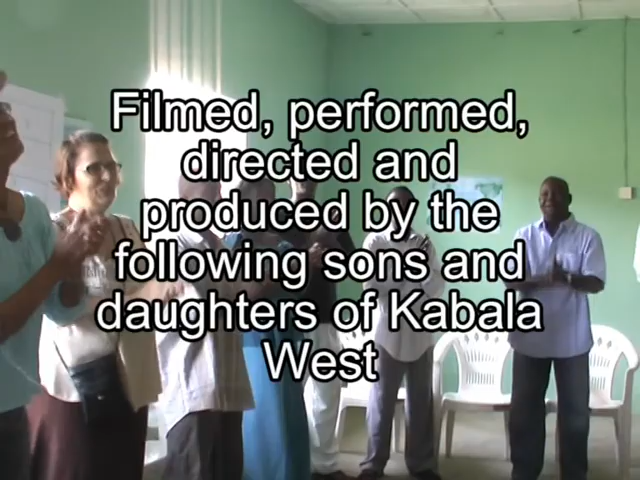 Filmed, performed,
directed and
produced by the
following sons and
daughters of Kabala
West